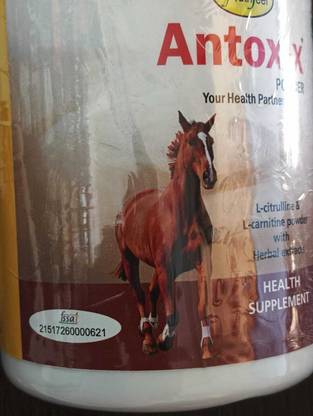 Antox-x
POWDER
Your Health Partner
L-citrulline &
L-carnitine powder
with
Herbal extracts
HEALTH
SUPPLEMENT
fssai
21517260000621